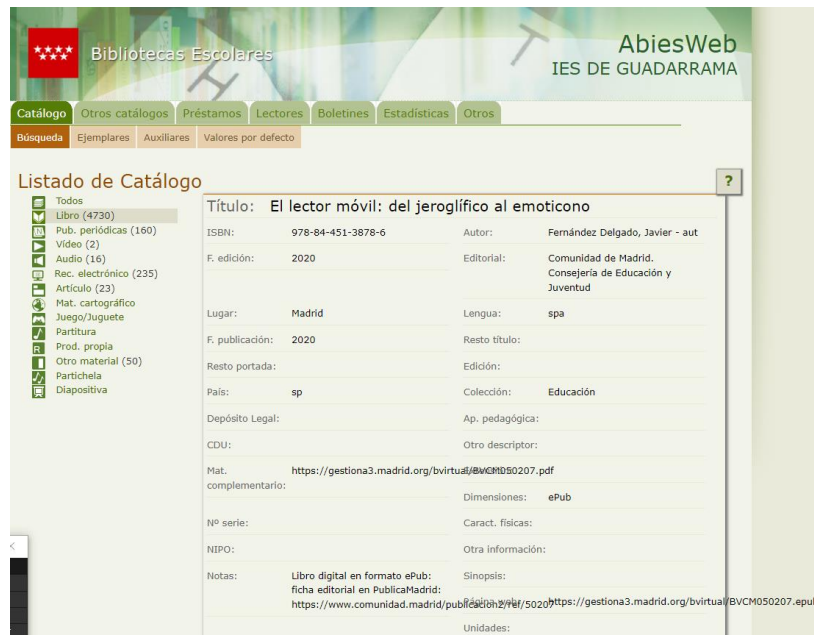 Bibliotecas Escolares
AbiesWeb
IES DE GUADARRAMA
Catálogo Otros catálogos Préstamos Lectores Boletines Estadísticas Otros
Búsqueda Ejemplares Auxiliares Valores por defecto
Listado de Catálogo
?
Todos
Libro (4730)
Pub. periódicas (160)
Vídeo (2)
Audio (16)
Rec. electrónico (235)
Artículo (23)
Mat. cartográfico
Juego/Juguete
Partitura
Prod. propia
Otro material (50)
Partichela
Diapositiva
Título: El lector móvil: del jeroglífico al emoticono
ISBN: 978-84-451-3878-6 Autor: Fernández Delgado, Javier - aut
F. edición: 2020 Editorial: Comunidad de Madrid.
Consejería de Educación y
Juventud
Lugar: Madrid Lengua: spa
F. publicación: 2020 Resto título:
Resto portada: Edición:
País: sp Colección: Educación
Depósito Legal: Ap. pedagógica:
CDU: Otro descriptor:
Mat. https://gestiona3.madrid.org/bvirtual/BVCM050207.pdf
complementario:
Dimensiones: ePub
Nº serie: Caract. físicas:
NIPO: Otra información:
Notas: Libro digital en formato ePub: Sinopsis:
ficha editorial en PublicaMadrid:
https://www.comunidad.madrid/publicacion2/ref/50207 Página web: https://gestiona3.madrid.org/bvirtual/BVCM050207.epu
Unidades: